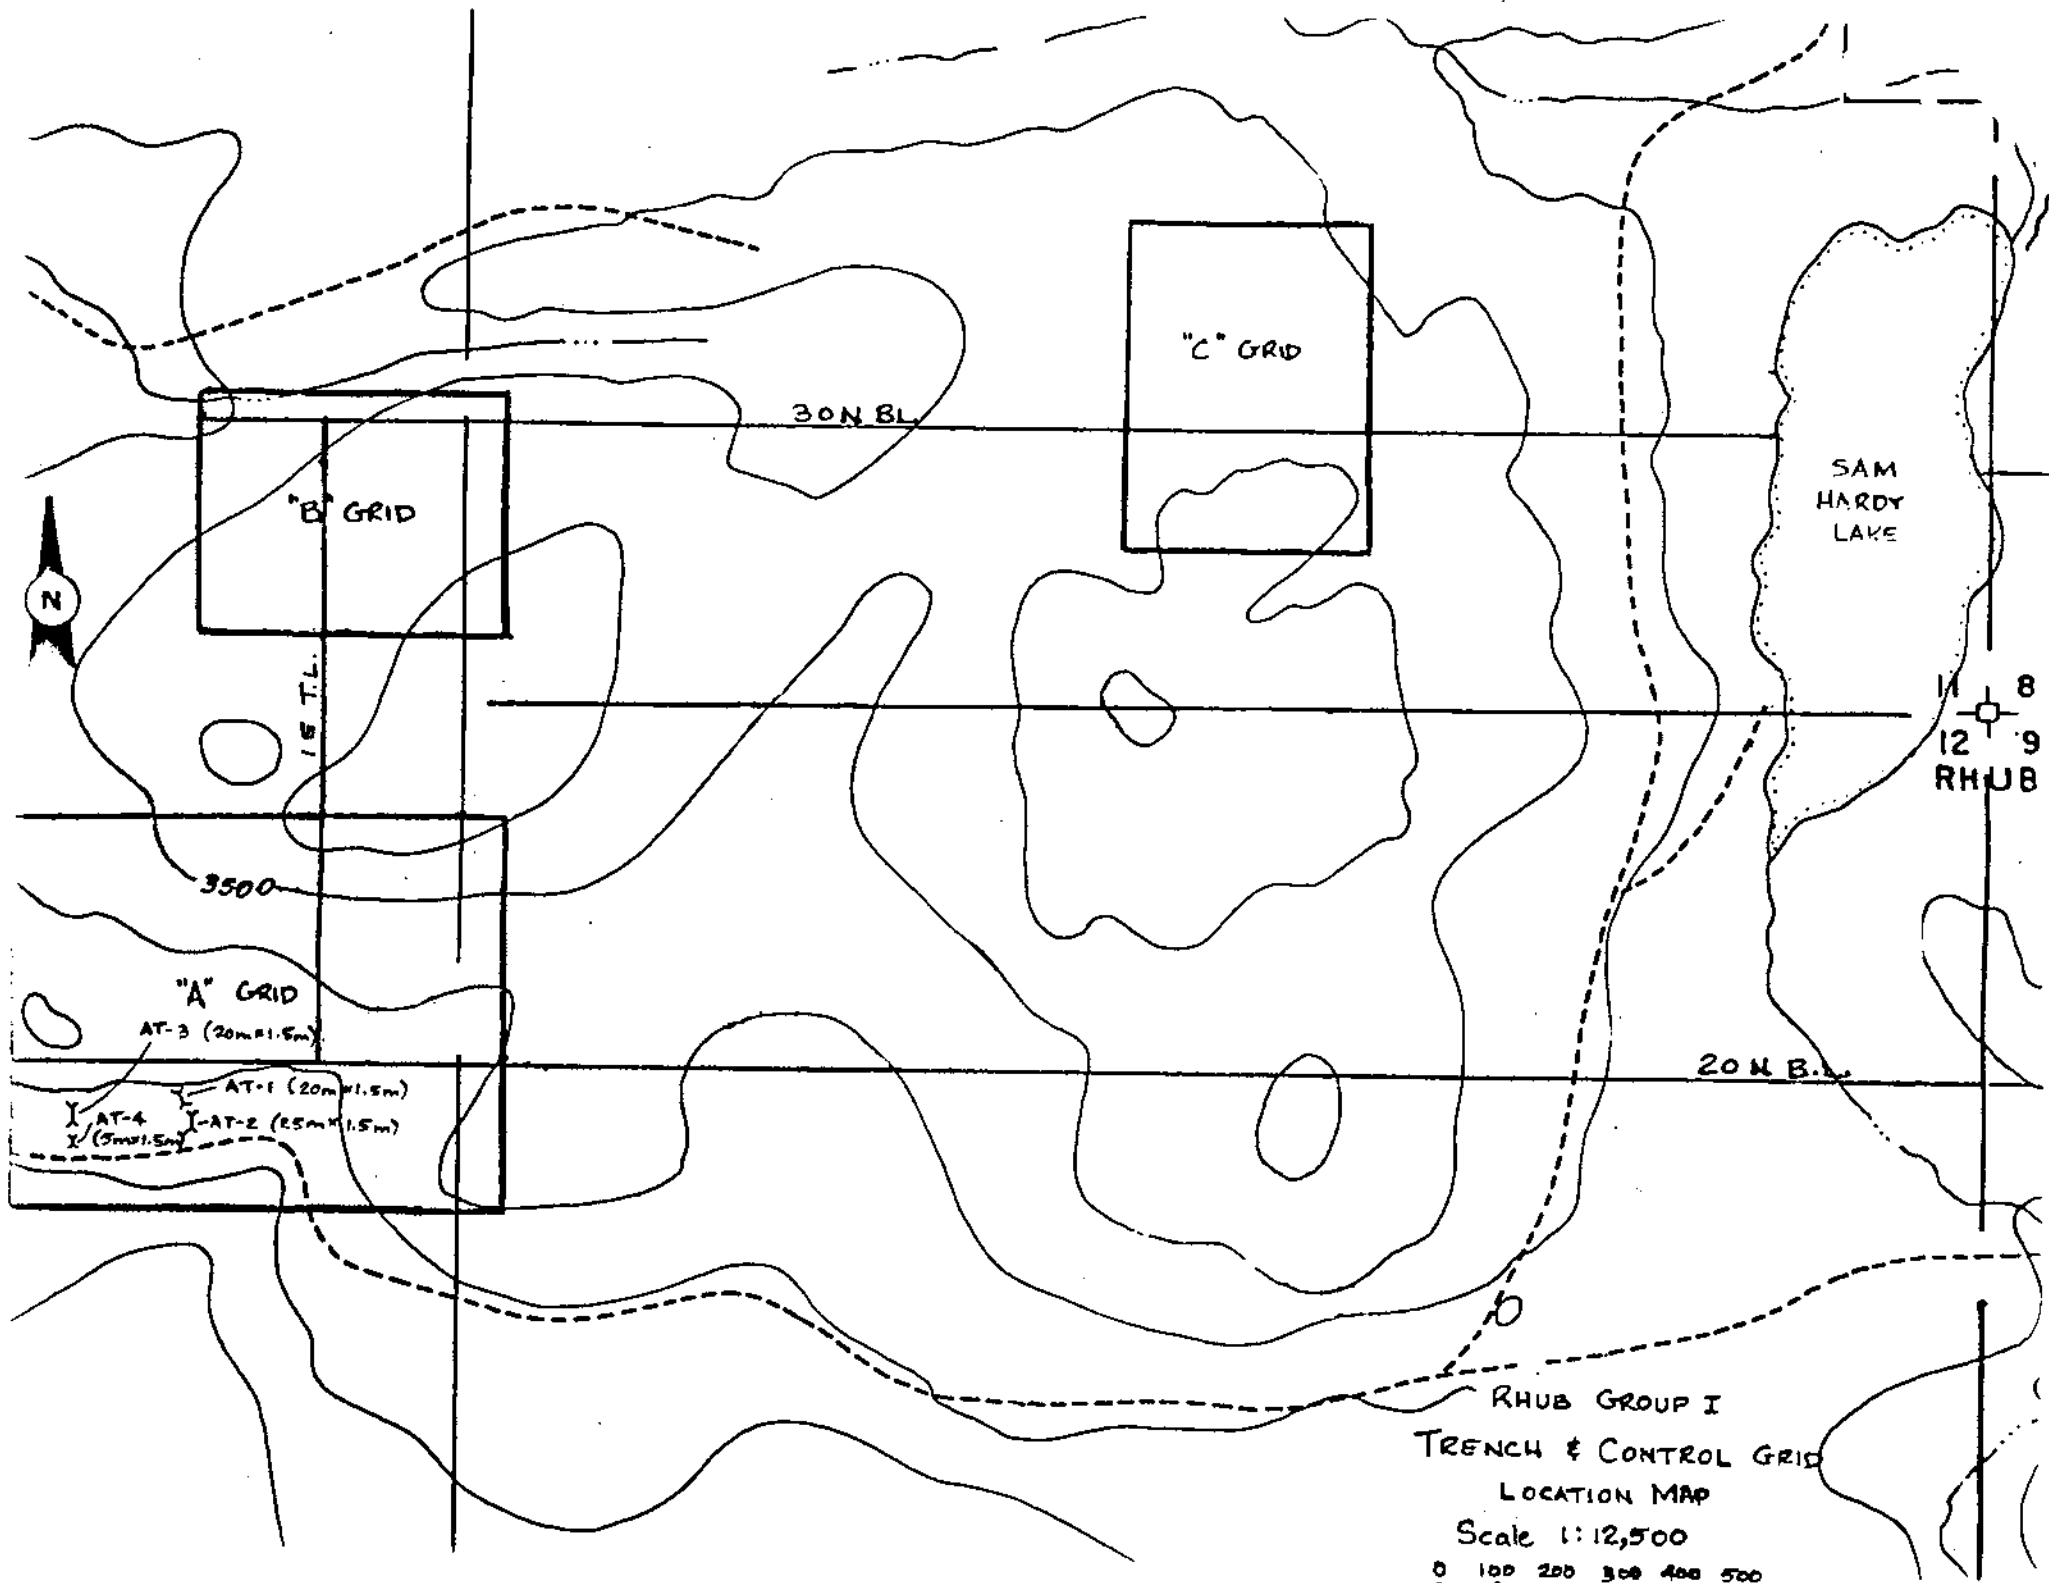 "C" GRID
30 N BL
SAM
HARDY
LAKE
"B" GRID
N
15 T.L.
11 8
12 9
RHUB
3500
"A" GRID
AT-3 (20m×1.5m)
20 N B.L.
AT-1 (20m×1.5m)
AT-4
AT-2 (25m×1.5m)
(5m×1.5m)
RHUB GROUP I
TRENCH & CONTROL GRID
LOCATION MAP
Scale 1:12,500
0 100 200 300 400 500